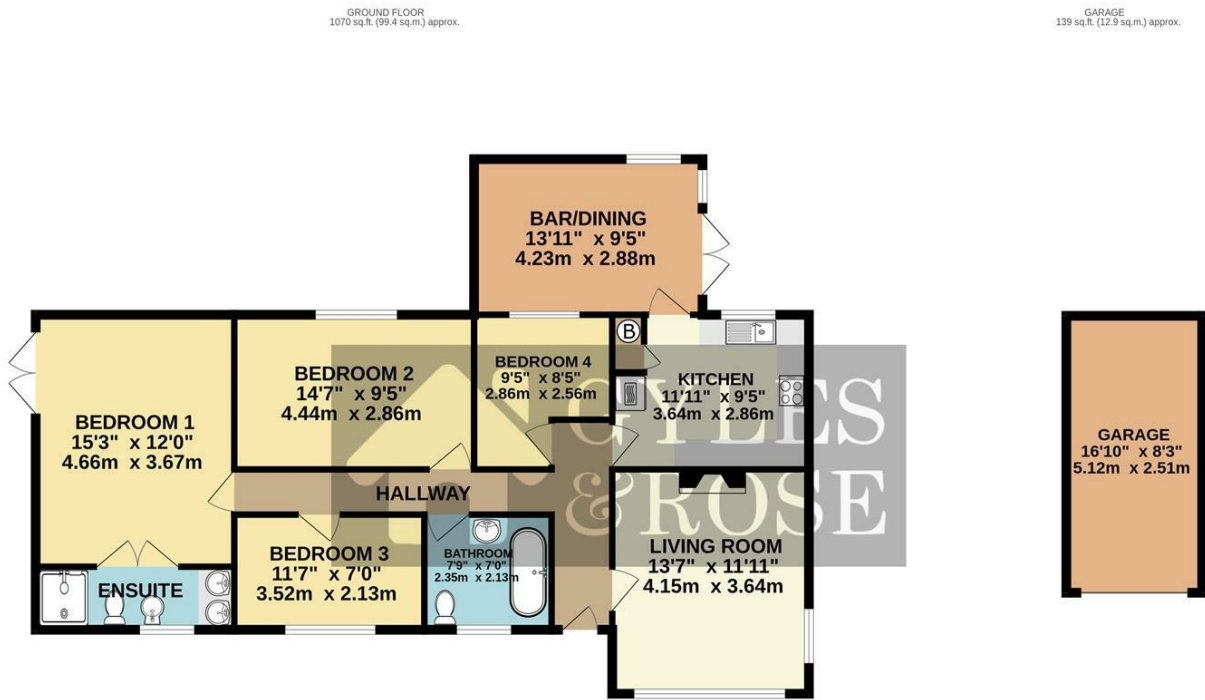 GROUND FLOOR
1070 sq.ft. (99.4 sq.m.) approx.
GARAGE
139 sq.ft. (12.9 sq.m.) approx.
BAR/DINING
13'11" x 9'5"
4.23m x 2.88m
B
BEDROOM 1
15'3" x 12'0"
4.66m x 3.67m
BEDROOM 2
14'7" x 9'5"
4.44m x 2.86m
BEDROOM 4
9'5" x 8'5"
2.86m x 2.56m
KITCHEN
11'11" x 9'5"
3.64m x 2.86m
GYLES
&ROSE
HALLWAY
ENSUITE
BEDROOM 3
11'7" x 7'0"
3.52m x 2.13m
BATHROOM
7'9" x 7'0"
2.35m x 2.13m
LIVING ROOM
13'7" x 11'11"
4.15m x 3.64m
GARAGE
16'10" x 8'3"
5.12m x 2.51m